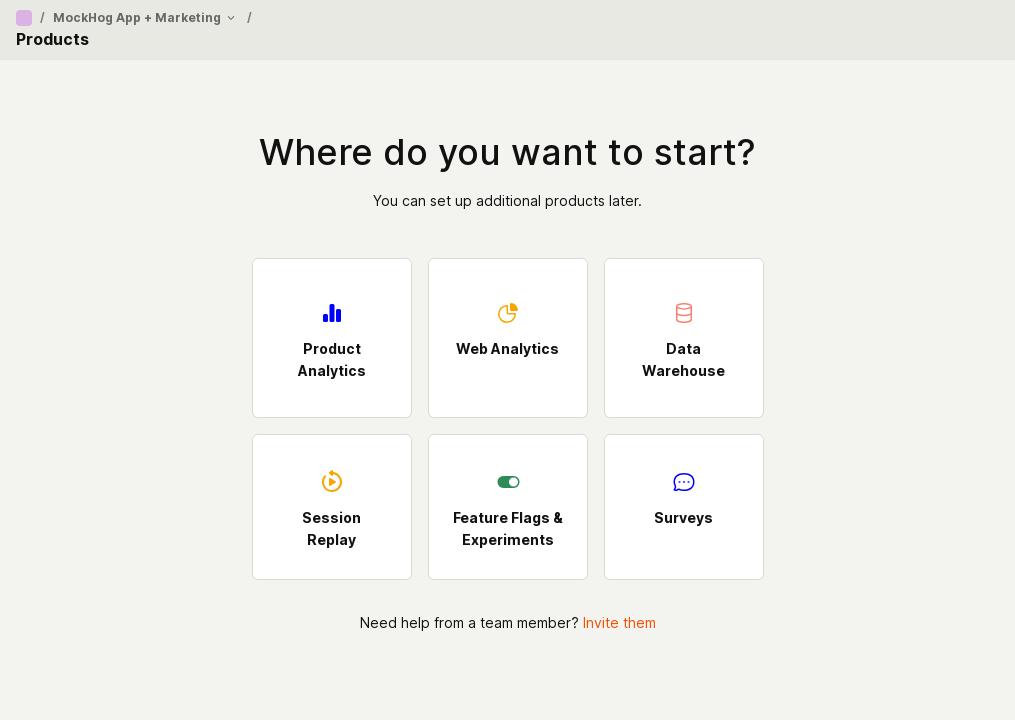 / MockHog App + Marketing /
Products
Where do you want to start?
You can set up additional products later.
Product
Analytics
Web Analytics
Data
Warehouse
Session
Replay
Feature Flags &
Experiments
Surveys
Need help from a team member? Invite them